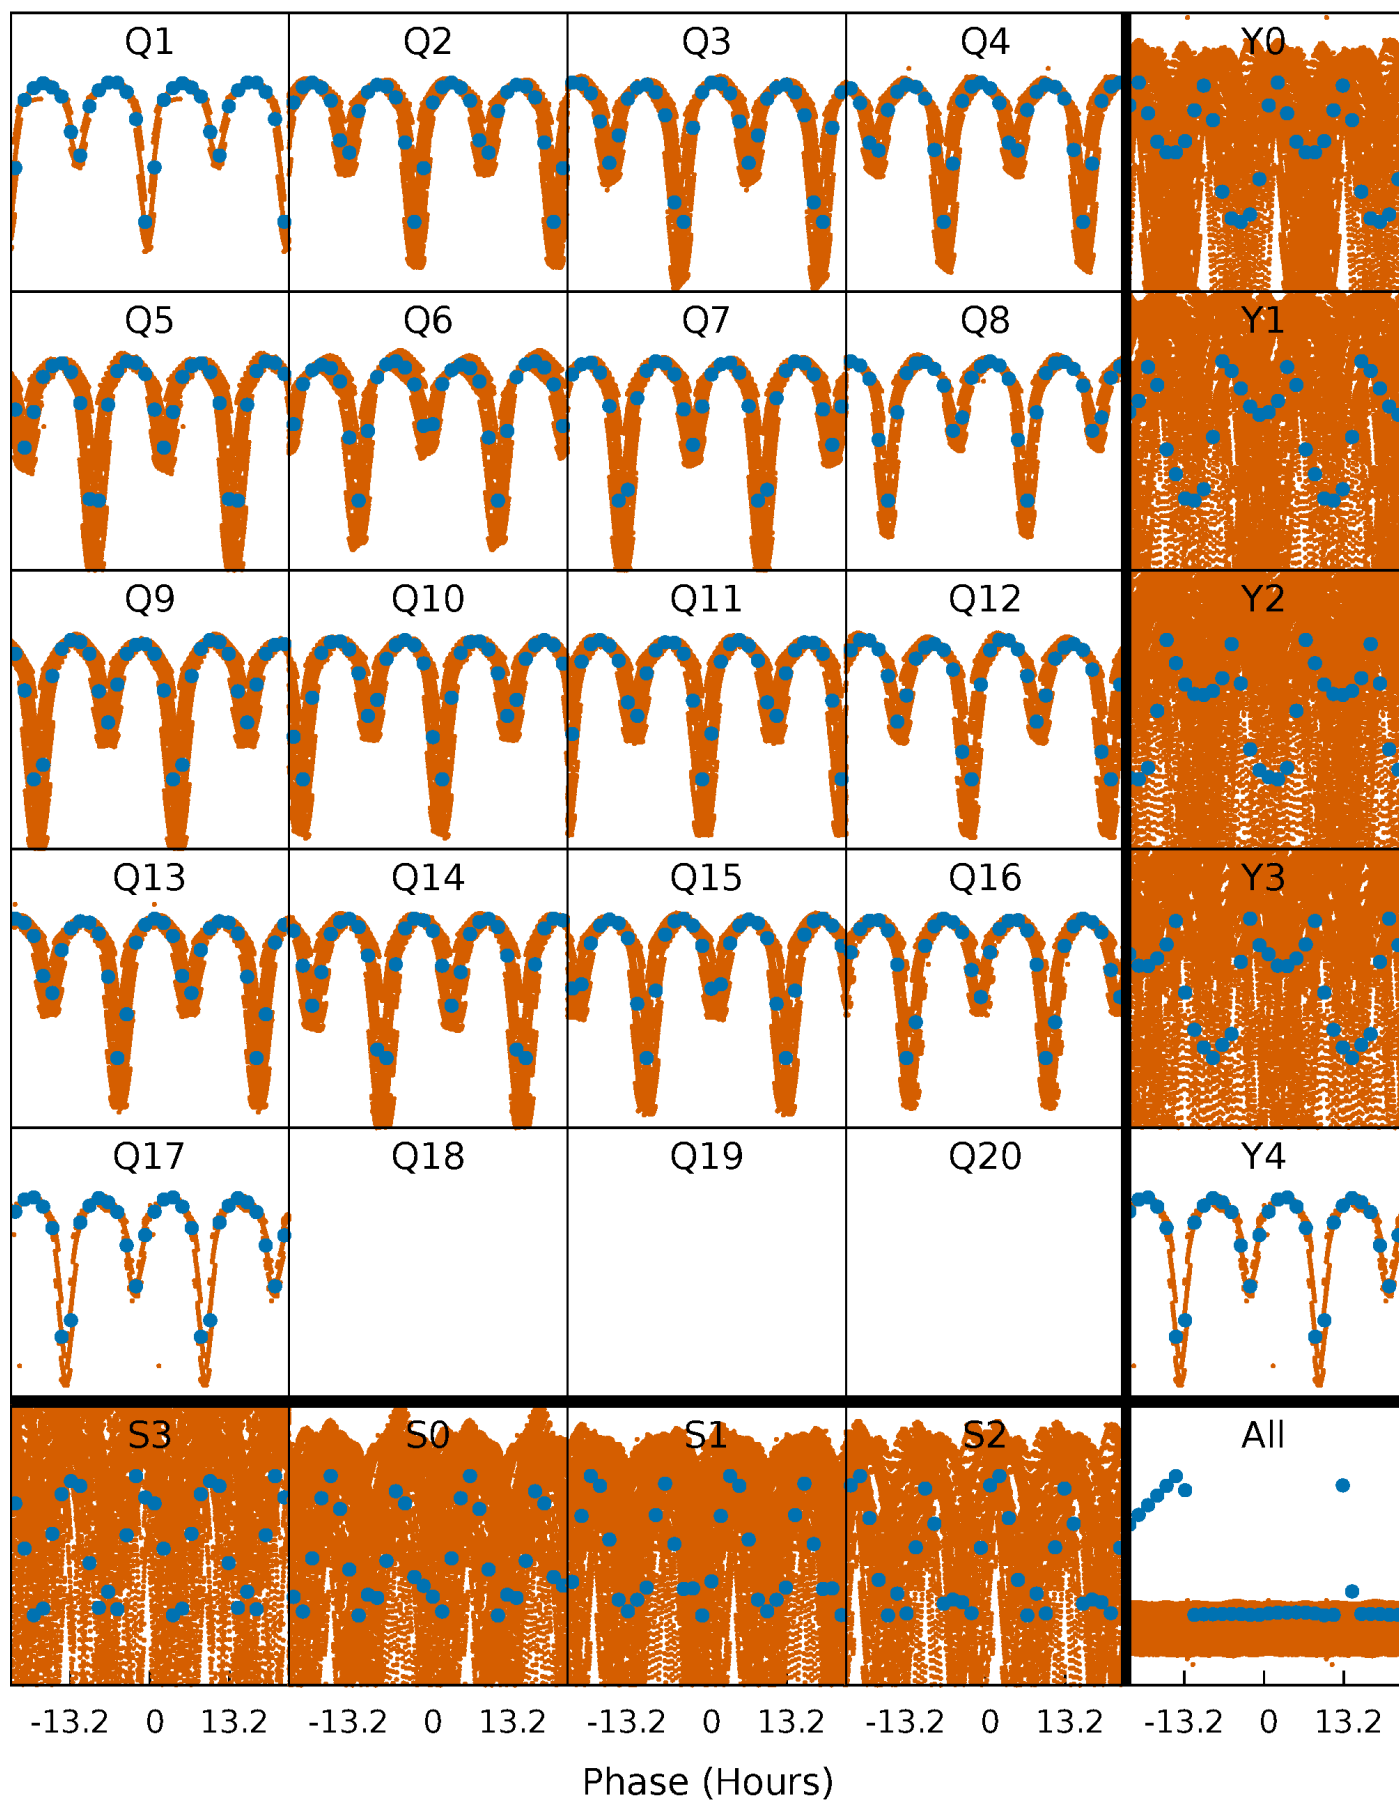 Q1 Q2 Q3 Q4 Y0
Q5 Q6 Q7 Q8 Y1
Q9 Q10 Q11 Q12 Y2
Q13 Q14 Q15 Q16 Y3
Q17 Q18 Q19 Q20 Y4
S3 S0 S1 S2 All
-13.2 0 13.2 -13.2 0 13.2 -13.2 0 13.2 -13.2 0 13.2 -13.2 0 13.2
Phase (Hours)